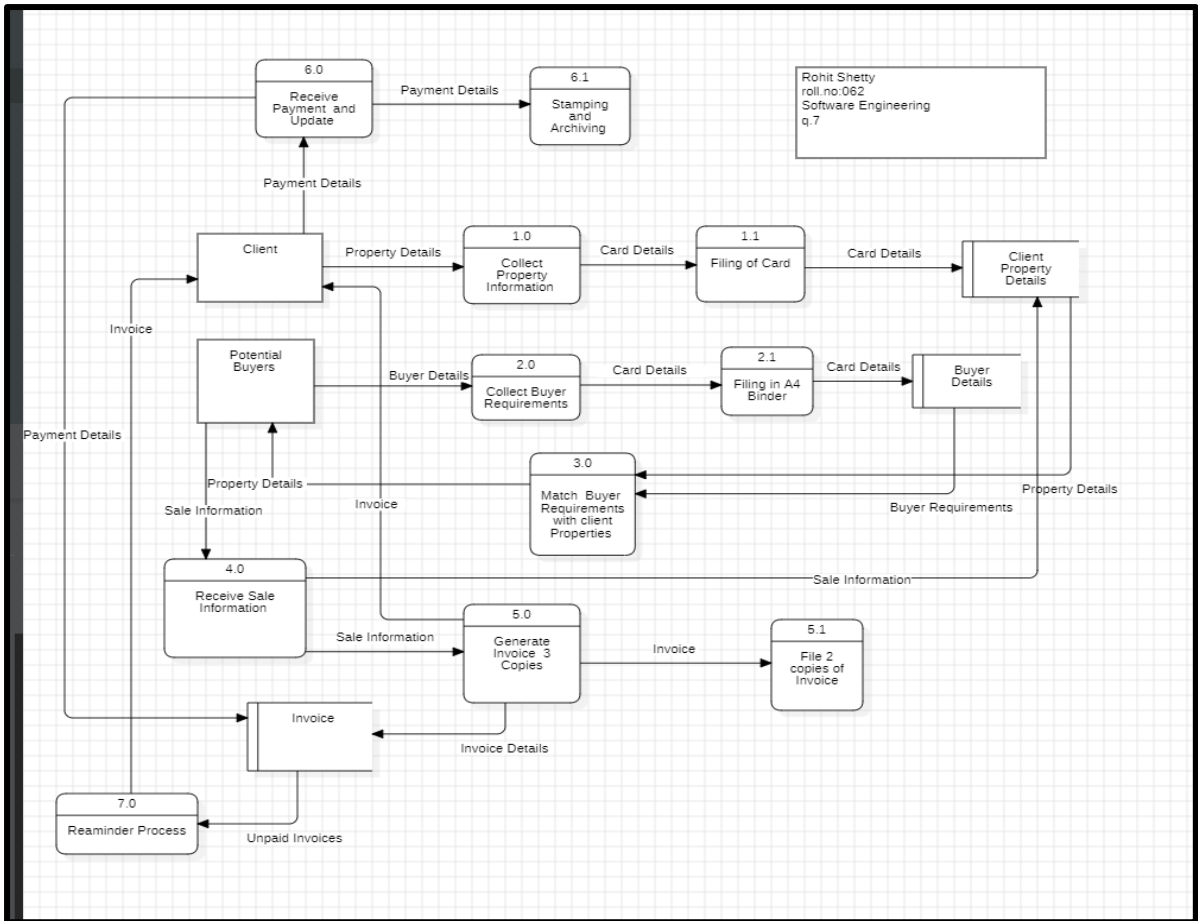 6.0
Receive
Payment and
Update
Payment Details
6.1
Stamping
and
Archiving
Rohit Shetty
roll.no:062
Software Engineering
q.7
Payment Details
Client
Property Details
1.0
Collect
Property
Information
Card Details
1.1
Filing of Card
Card Details
Client
Property
Details
Invoice
Potential
Buyers
Buyer Details
2.0
Collect Buyer
Requirements
Card Details
2.1
Filing in A4
Binder
Card Details
Buyer
Details
Payment Details
Property Details
Sale Information
Invoice
3.0
Match Buyer
Requirements
with client
Properties
Property Details
Buyer Requirements
4.0
Receive Sale
Information
Sale Information
Sale Information
5.0
Generate
Invoice 3
Copies
Invoice
5.1
File 2
copies of
Invoice
Invoice
Invoice Details
7.0
Reaminder Process
Unpaid Invoices